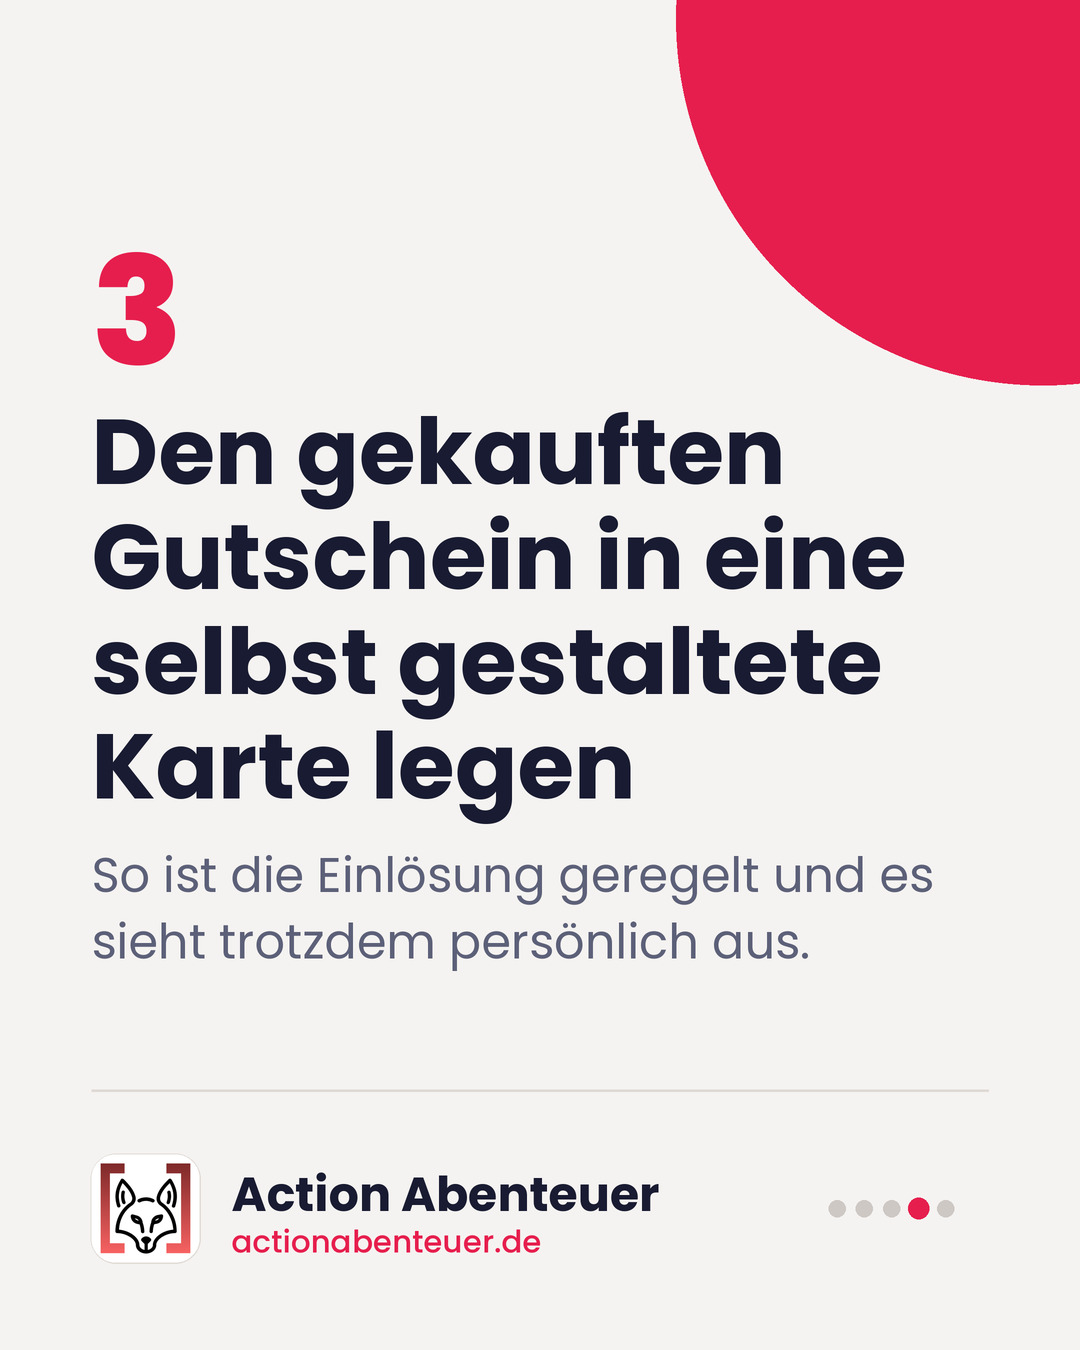 3
Den gekauften
Gutschein in eine
selbst gestaltete
Karte legen
So ist die Einlösung geregelt und es
sieht trotzdem persönlich aus.
Action Abenteuer
actionabenteuer.de